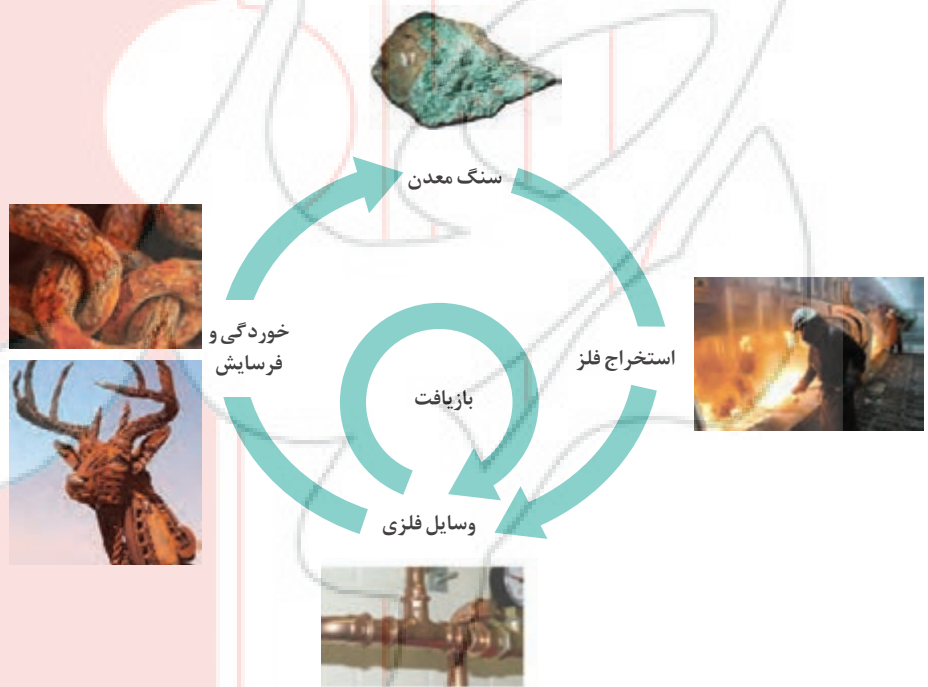 سنگ معدن
استخراج فلز
خوردگی و
فرسایش
بازیافت
وسایل فلزی